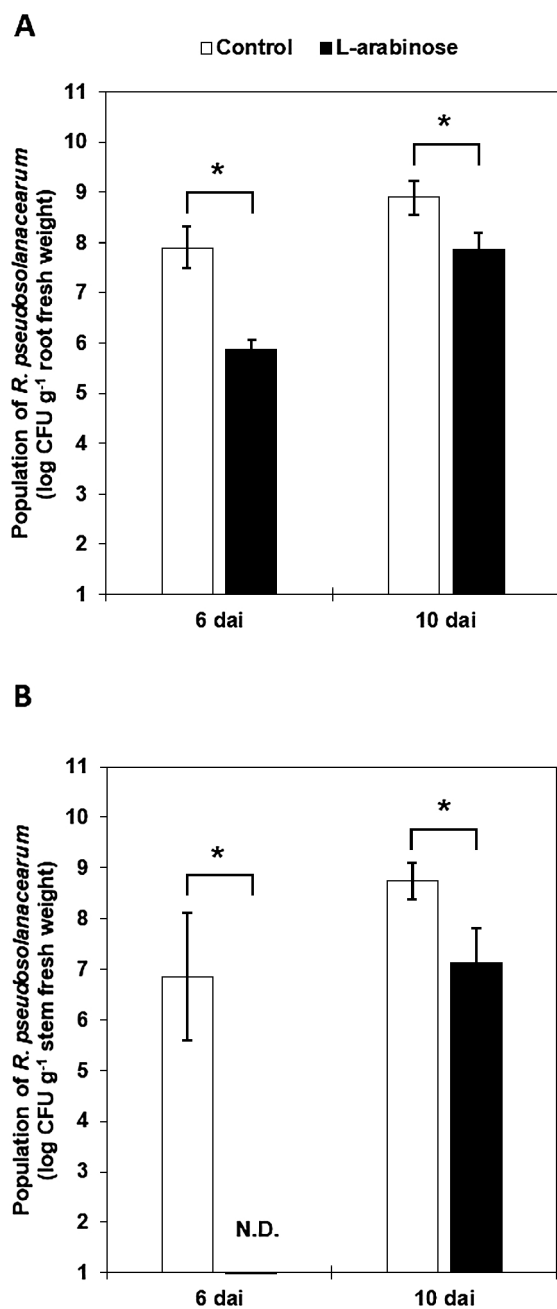 A
Control L-arabinose
Population of R. pseudosolanacearum
(log CFU g-1 root fresh weight)
11
10
9
8
7
6
5
4
3
2
1
*
*
6 dai 10 dai
B
Population of R. pseudosolanacearum
(log CFU g-1 stem fresh weight)
11
10
9
8
7
6
5
4
3
2
1
*
*
N.D.
6 dai 10 dai